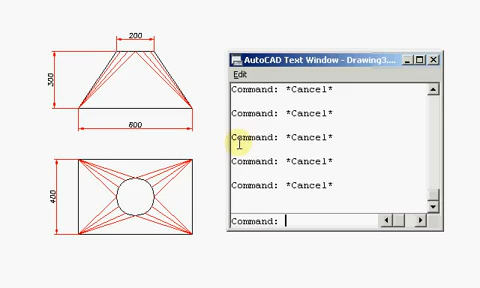 200
300
600
400
AutoCAD Text Window - Drawing3....
Edit
Command: *Cancel*
Command: *Cancel*
Command: *Cancel*
Command: *Cancel*
Command: *Cancel*
Command: